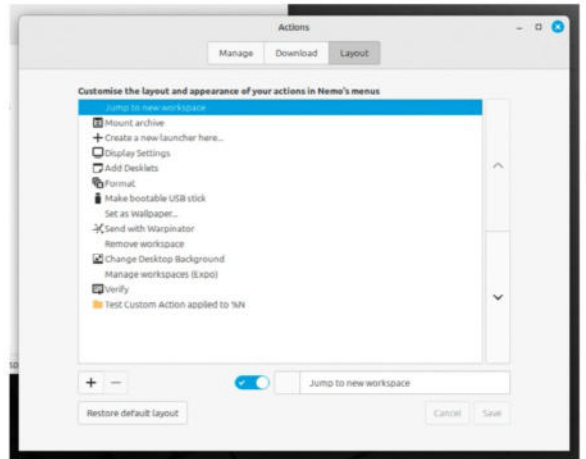 Actions
Manage
Download
Layout
Customise the layout and appearance of your actions in Nemo's menus
Jump to new workspace
Mount archive
Create a new launcher here...
Display Settings
Add Desklets
Format
Make bootable USB stick
Set as Wallpaper...
Send with Warpinator
Remove workspace
Change Desktop Background
Manage workspaces (Expo)
Verify
Test Custom Action applied to %N
Jump to new workspace
Restore default layout
Cancel
Save